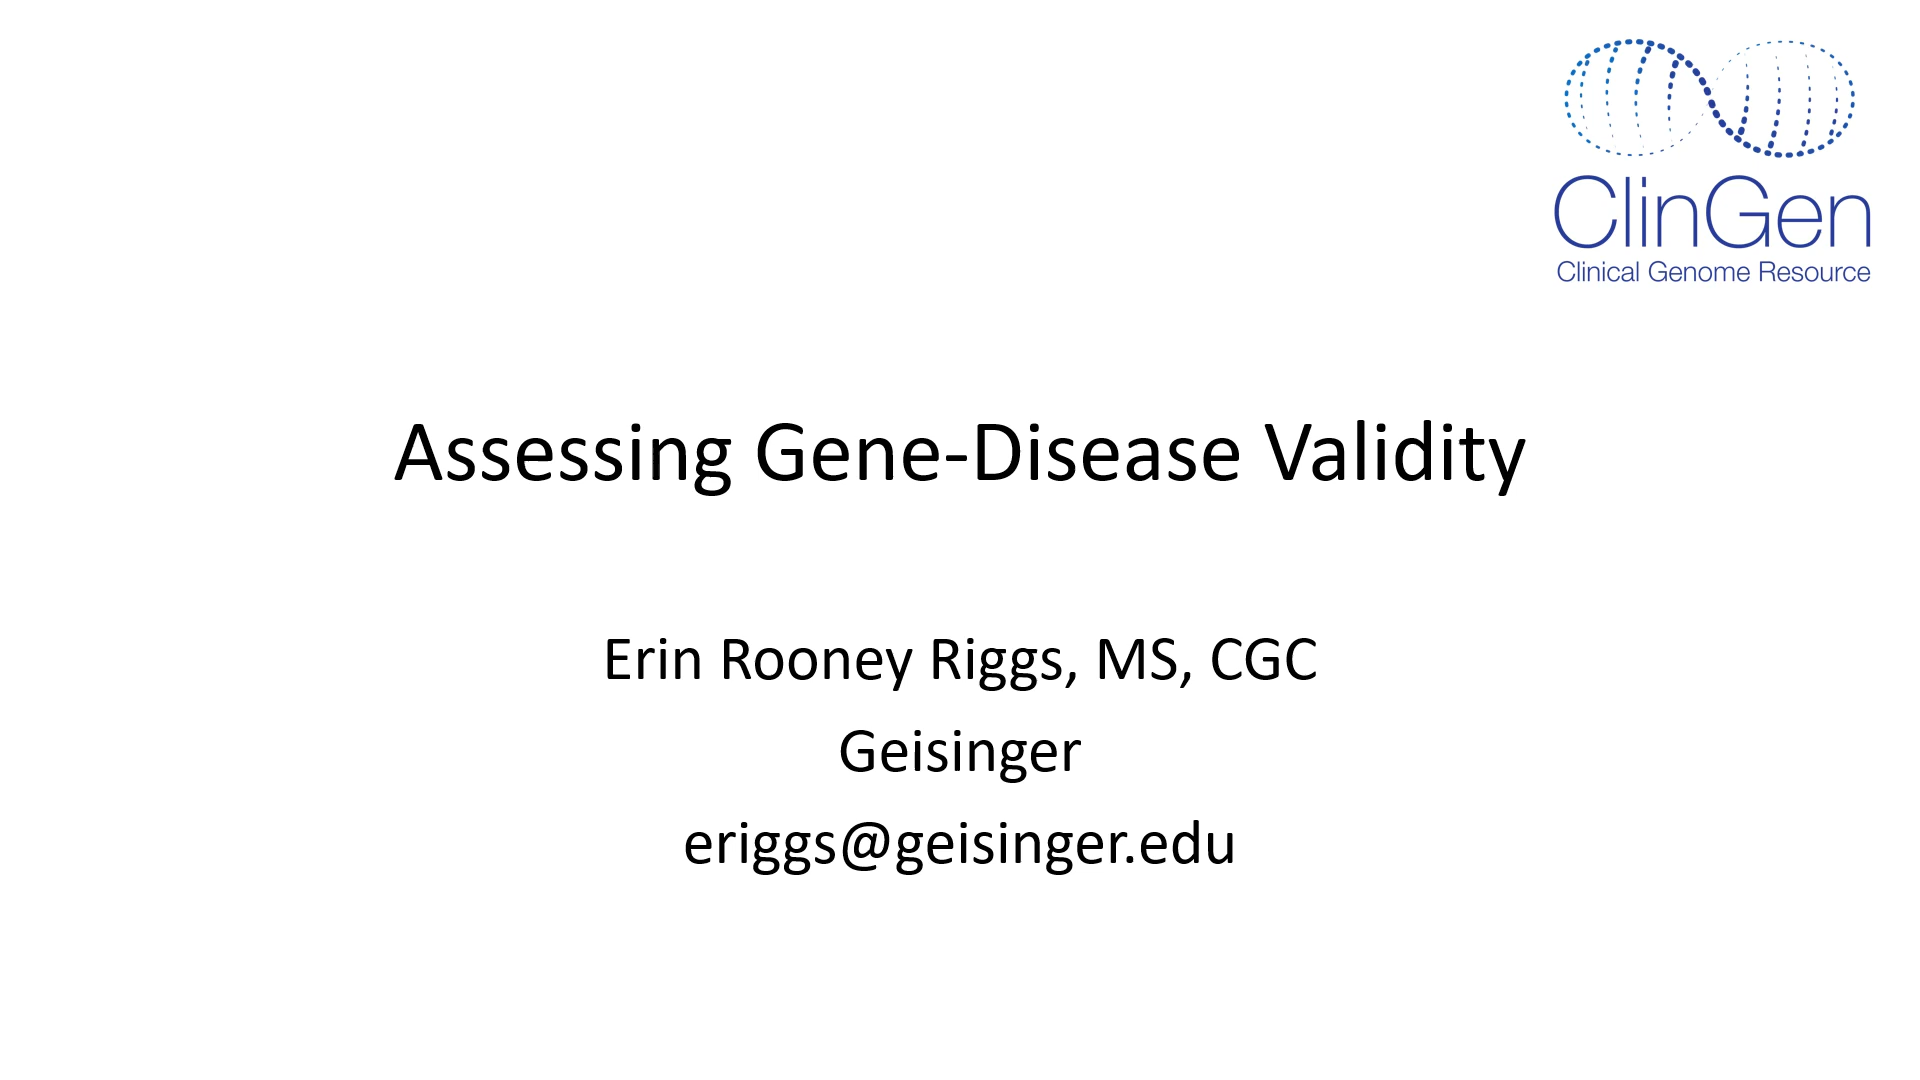 ClinGen
Clinical Genome Resource
Assessing Gene-Disease Validity
Erin Rooney Riggs, MS, CGC
Geisinger
eriggs@geisinger.edu